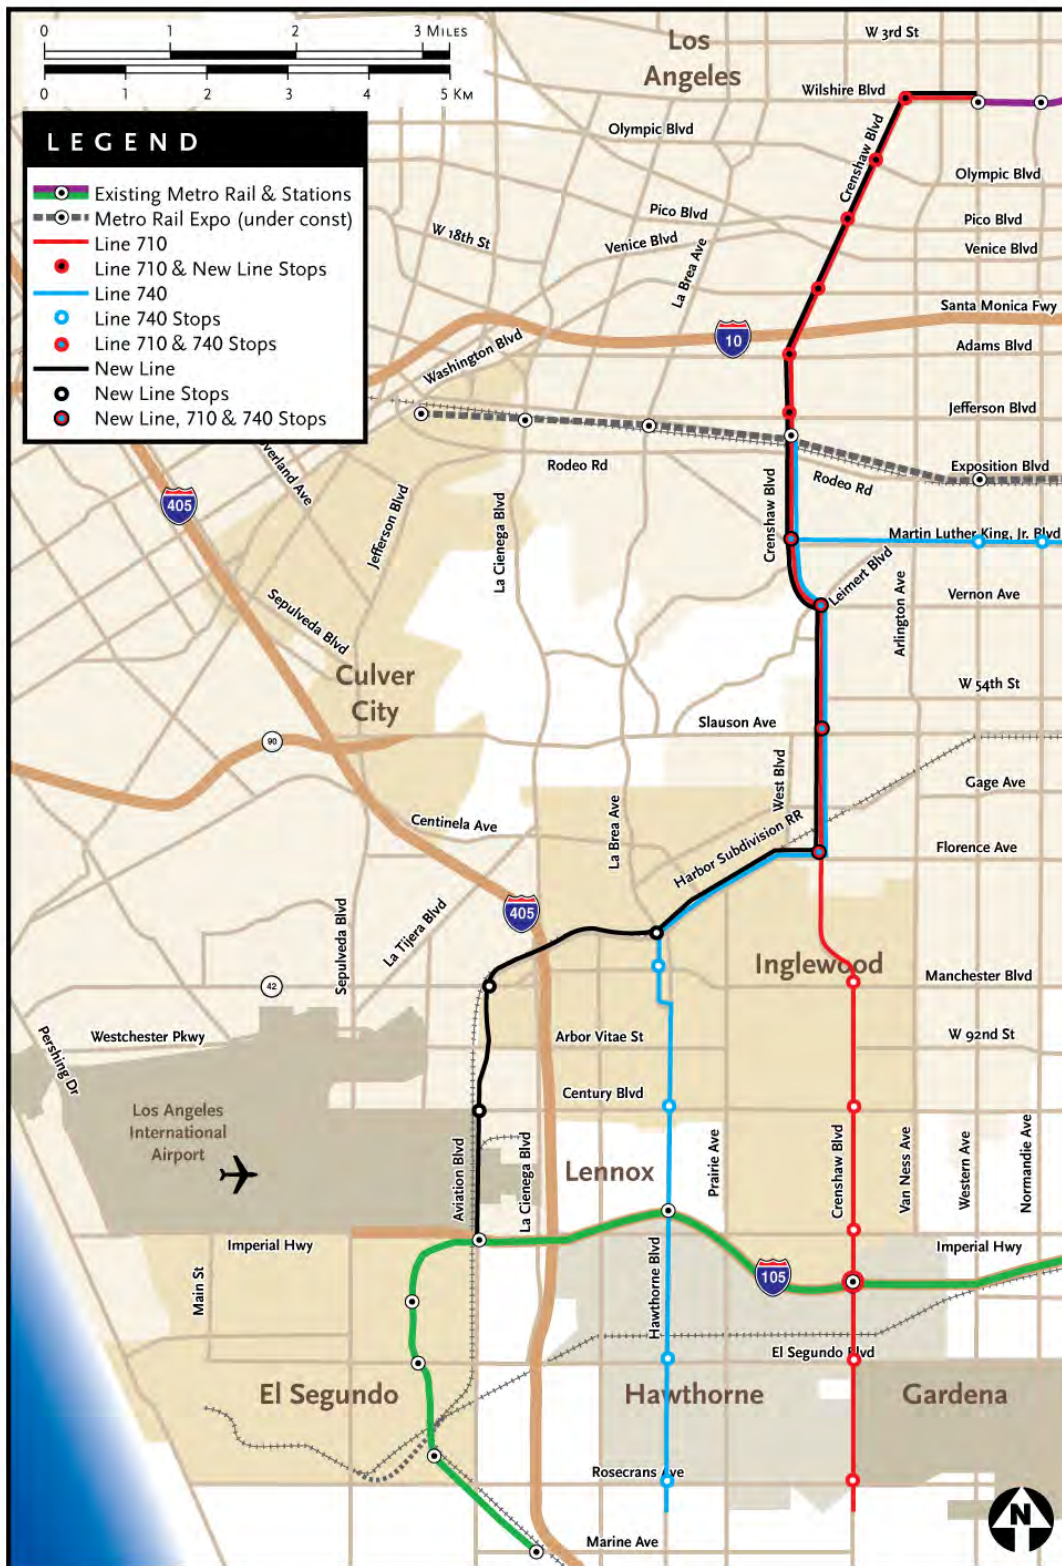 0 1 2 3 MILES
0 1 2 3 4 5 KM
LEGEND
Existing Metro Rail & Stations
Metro Rail Expo (under const)
Line 710
Line 710 & New Line Stops
Line 740
Line 740 Stops
Line 710 & 740 Stops
New Line
New Line Stops
New Line, 710 & 740 Stops
Los
Angeles
W 3rd St
Wilshire Blvd
Olympic Blvd
Crenshaw Blvd
Olympic Blvd
Pico Blvd
Pico Blvd
W 18th St
Venice Blvd
Venice Blvd
La Brea Ave
Santa Monica Fwy
10
Washington Blvd
Adams Blvd
Jefferson Blvd
verland Ave
Rodeo Rd
Exposition Blvd
Rodeo Rd
405
Jefferson Blvd
La Cienega Blvd
Crenshaw Blvd
Martin Luther King, Jr. Blvd
Leimert Blvd
Vernon Ave
Arlington Ave
Sepulveda Blvd
Culver
City
W 54th St
Slauson Ave
90
West Blvd
Gage Ave
Centinela Ave
La Brea Ave
Harbor Subdivision RR
Florence Ave
405
Sepulveda Blvd
La Tijera Blvd
Inglewood
Manchester Blvd
42
Pershing Dr
Westchester Pkwy
Arbor Vitae St
W 92nd St
Century Blvd
Los Angeles
International
Airport
Aviation Blvd
La Cienega Blvd
Lennox
Prairie Ave
Crenshaw Blvd
Van Ness Ave
Western Ave
Normandie Ave
Imperial Hwy
Imperial Hwy
Main St
Hawthorne Blvd
105
El Segundo Blvd
El Segundo
Hawthorne
Gardena
Rosecrans Ave
Marine Ave
N